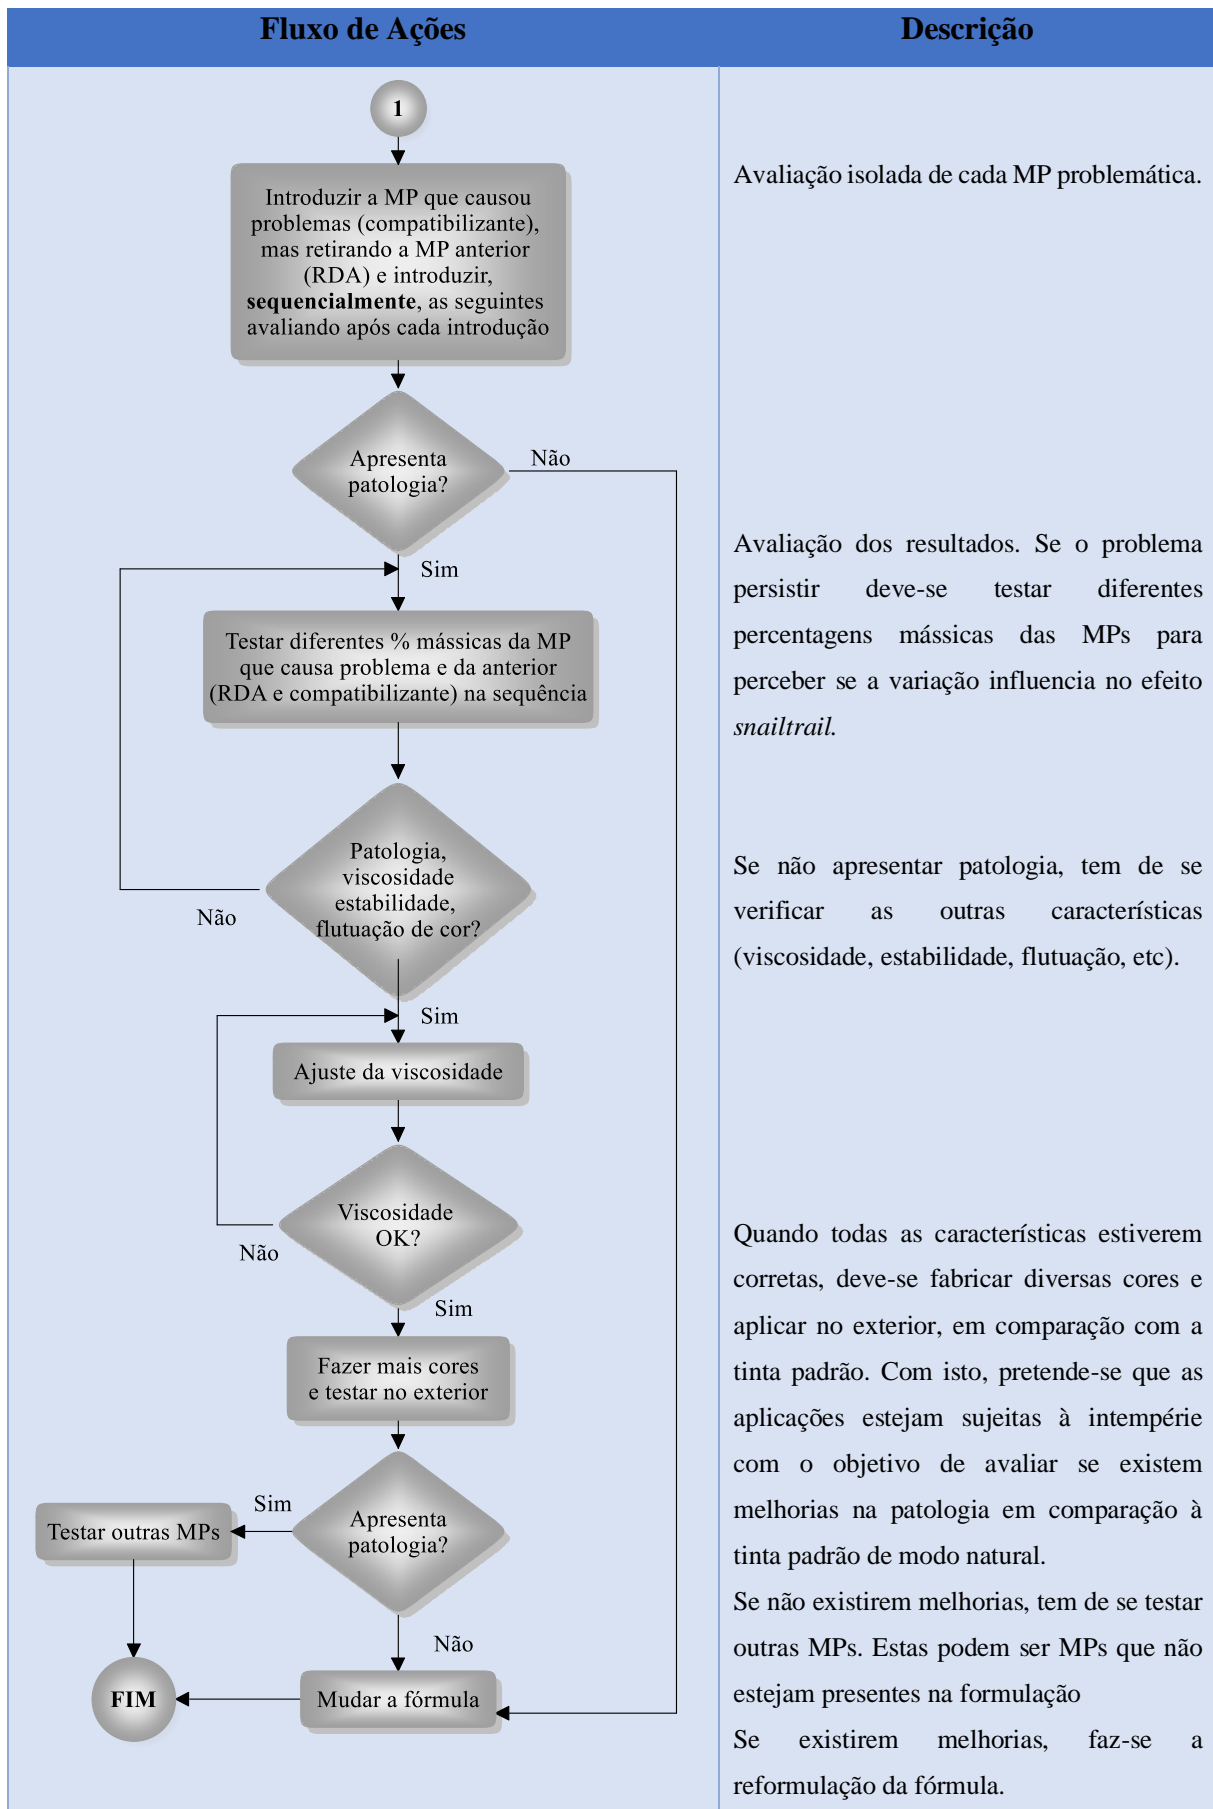 Fluxo de Ações
Descrição
1
Introduzir a MP que causou
problemas (compatibilizante),
mas retirando a MP anterior
(RDA) e introduzir,
sequencialmente, as seguintes
avaliando após cada introdução
Avaliação isolada de cada MP problemática.
Apresenta
patologia?
Não
Sim
Avaliação dos resultados. Se o problema
persistir deve-se testar diferentes
percentagens mássicas das MPs para
perceber se a variação influencia no efeito
snailtrail.
Testar diferentes % mássicas da MP
que causa problema e da anterior
(RDA e compatibilizante) na sequência
Patologia,
viscosidade
estabilidade,
flutuação de cor?
Não
Sim
Se não apresentar patologia, tem de se
verificar as outras características
(viscosidade, estabilidade, flutuação, etc).
Ajuste da viscosidade
Viscosidade
OK?
Não
Sim
Fazer mais cores
e testar no exterior
Quando todas as características estiverem
corretas, deve-se fabricar diversas cores e
aplicar no exterior, em comparação com a
tinta padrão. Com isto, pretende-se que as
aplicações estejam sujeitas à intempérie
com o objetivo de avaliar se existem
melhorias na patologia em comparação à
tinta padrão de modo natural.
Apresenta
patologia?
Sim
Testar outras MPs
Não
Mudar a fórmula
FIM
Se não existirem melhorias, tem de se testar
outras MPs. Estas podem ser MPs que não
estejam presentes na formulação
Se existirem melhorias, faz-se a
reformulação da fórmula.